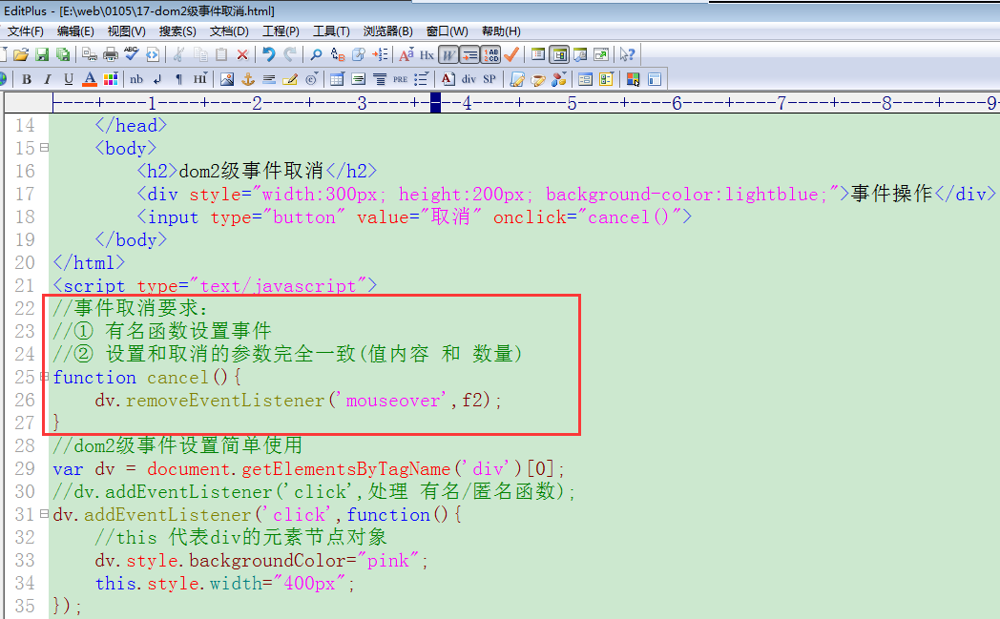 EditPlus - [E:\web\0105\17-dom2级事件取消.html]
文件(F) 编辑(E) 视图(V) 搜索(S) 文档(D) 工程(P) 工具(T) 浏览器(B) 窗口(W) 帮助(H)
ABC A B Hx W 1AB 2CD
B I U A nb ¶ HI © PRE A div SP
----+----1----+----2----+----3----+----4----+----5----+----6----+----7----+----8----+----9
14 </head>
15 <body>
16 <h2>dom2级事件取消</h2>
17 <div style="width:300px; height:200px; background-color:lightblue;">事件操作</div>
18 <input type="button" value="取消" onclick="cancel()">
19 </body>
20 </html>
21 <script type="text/javascript">
22 //事件取消要求：
23 //① 有名函数设置事件
24 //② 设置和取消的参数完全一致(值内容 和 数量)
25 function cancel(){
26 dv.removeEventListener('mouseover',f2);
27 }
28 //dom2级事件设置简单使用
29 var dv = document.getElementsByTagName('div')[0];
30 //dv.addEventListener('click',处理 有名/匿名函数);
31 dv.addEventListener('click',function(){
32 //this 代表div的元素节点对象
33 dv.style.backgroundColor="pink";
34 this.style.width="400px";
35 });